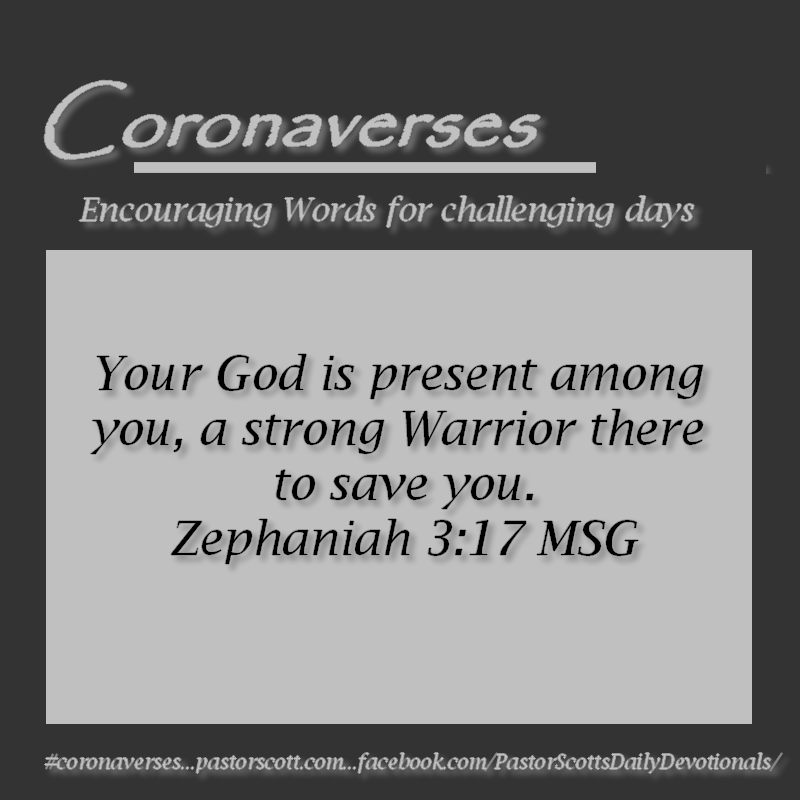 Coronaverses
Encouraging Words for challenging days
Your God is present among
you, a strong Warrior there
to save you.
Zephaniah 3:17 MSG
#coronaverses...pastorscott.com...facebook.com/PastorScottsDailyDevotionals/